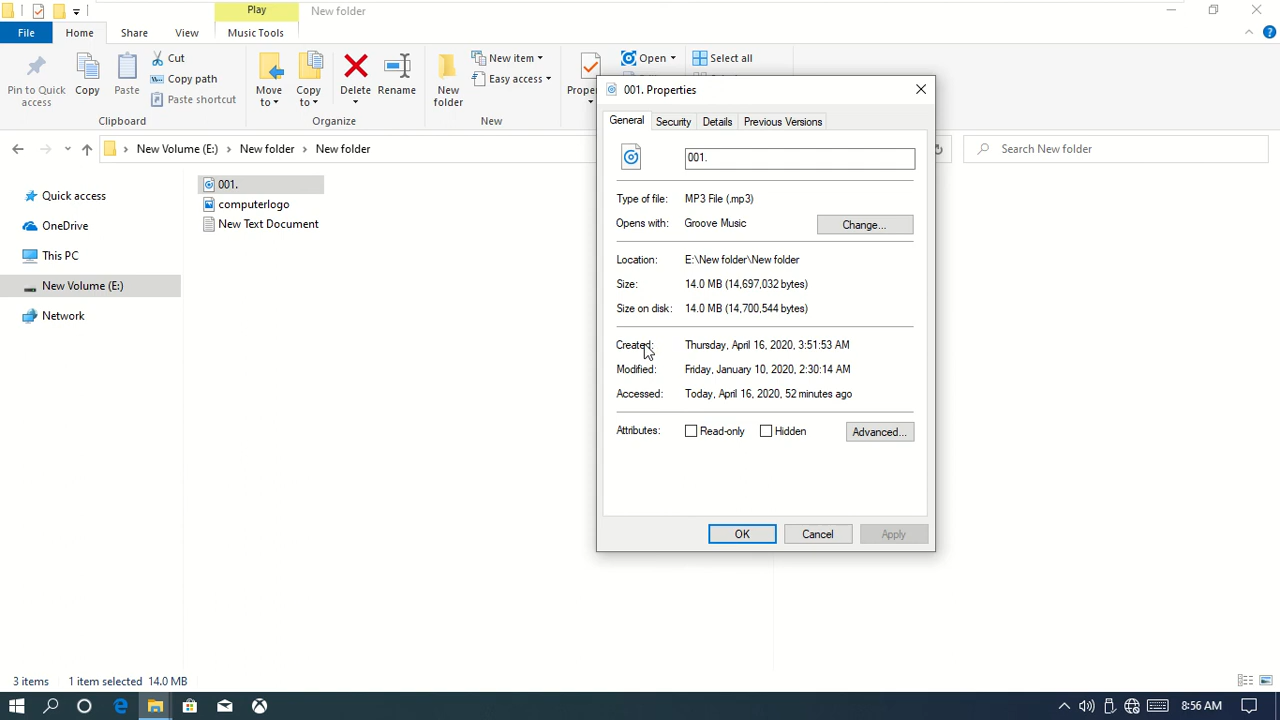 Play
New folder
File
Home
Share
View
Music Tools
Pin to Quick access
Copy
Paste
Cut
Copy path
Paste shortcut
Clipboard
Move to
Copy to
Delete
Rename
Organize
New folder
New item
Easy access
New
Open
Select all
New Volume (E:)
New folder
New folder
Search New folder
Quick access
OneDrive
This PC
New Volume (E:)
Network
001.
computerlogo
New Text Document
001. Properties
General
Security
Details
Previous Versions
001.
Type of file: MP3 File (.mp3)
Opens with: Groove Music
Change...
Location: E:\New folder\New folder
Size: 14.0 MB (14,697,032 bytes)
Size on disk: 14.0 MB (14,700,544 bytes)
Created: Thursday, April 16, 2020, 3:51:53 AM
Modified: Friday, January 10, 2020, 2:30:14 AM
Accessed: Today, April 16, 2020, 52 minutes ago
Attributes: Read-only Hidden Advanced...
OK Cancel Apply
3 items 1 item selected 14.0 MB
8:56 AM